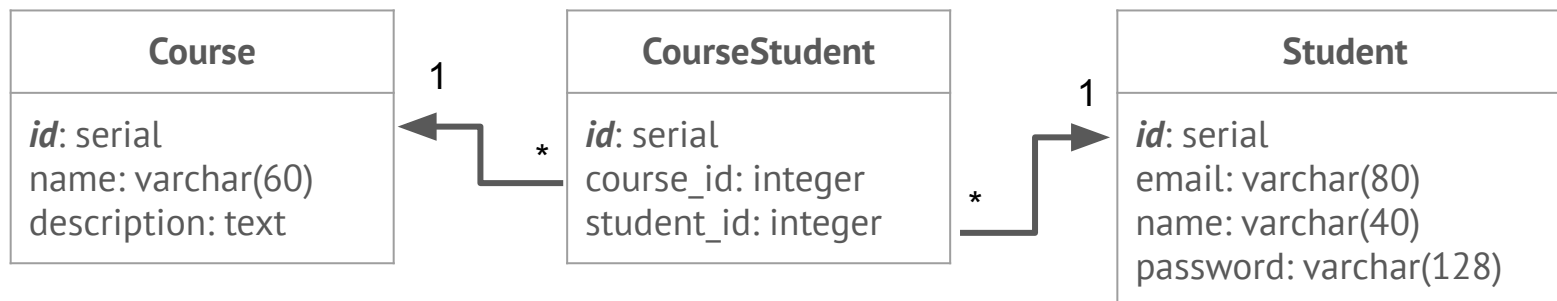 Course
id: serial
name: varchar(60)
description: text
1
*
CourseStudent
id: serial
course_id: integer
student_id: integer
*
1
Student
id: serial
email: varchar(80)
name: varchar(40)
password: varchar(128)